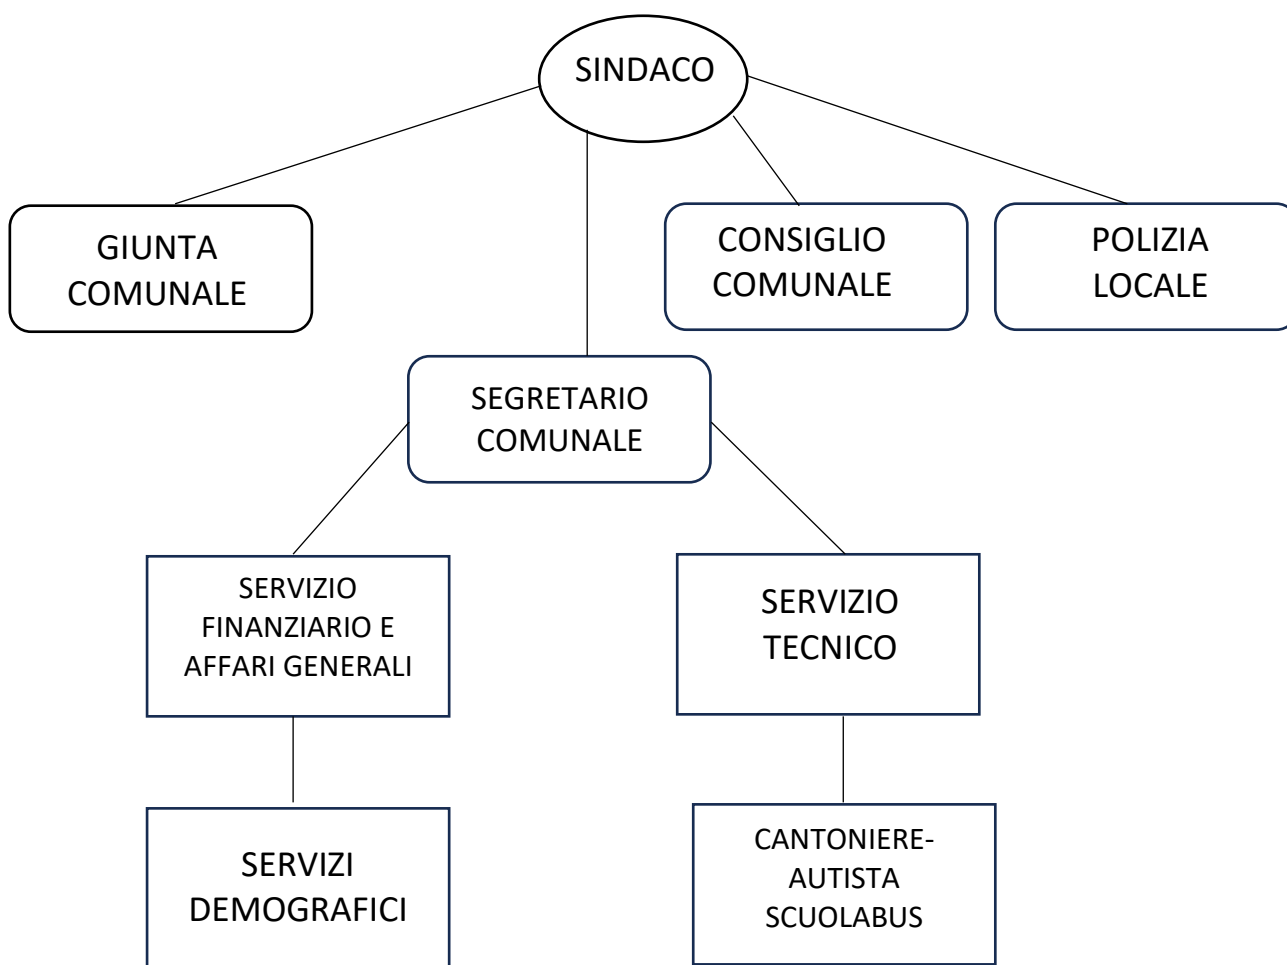 SINDACO
GIUNTA
COMUNALE
CONSIGLIO
COMUNALE
POLIZIA
LOCALE
SEGRETARIO
COMUNALE
SERVIZIO
FINANZIARIO E
AFFARI GENERALI
SERVIZIO
TECNICO
SERVIZI
DEMOGRAFICI
CANTONIERE-
AUTISTA
SCUOLABUS